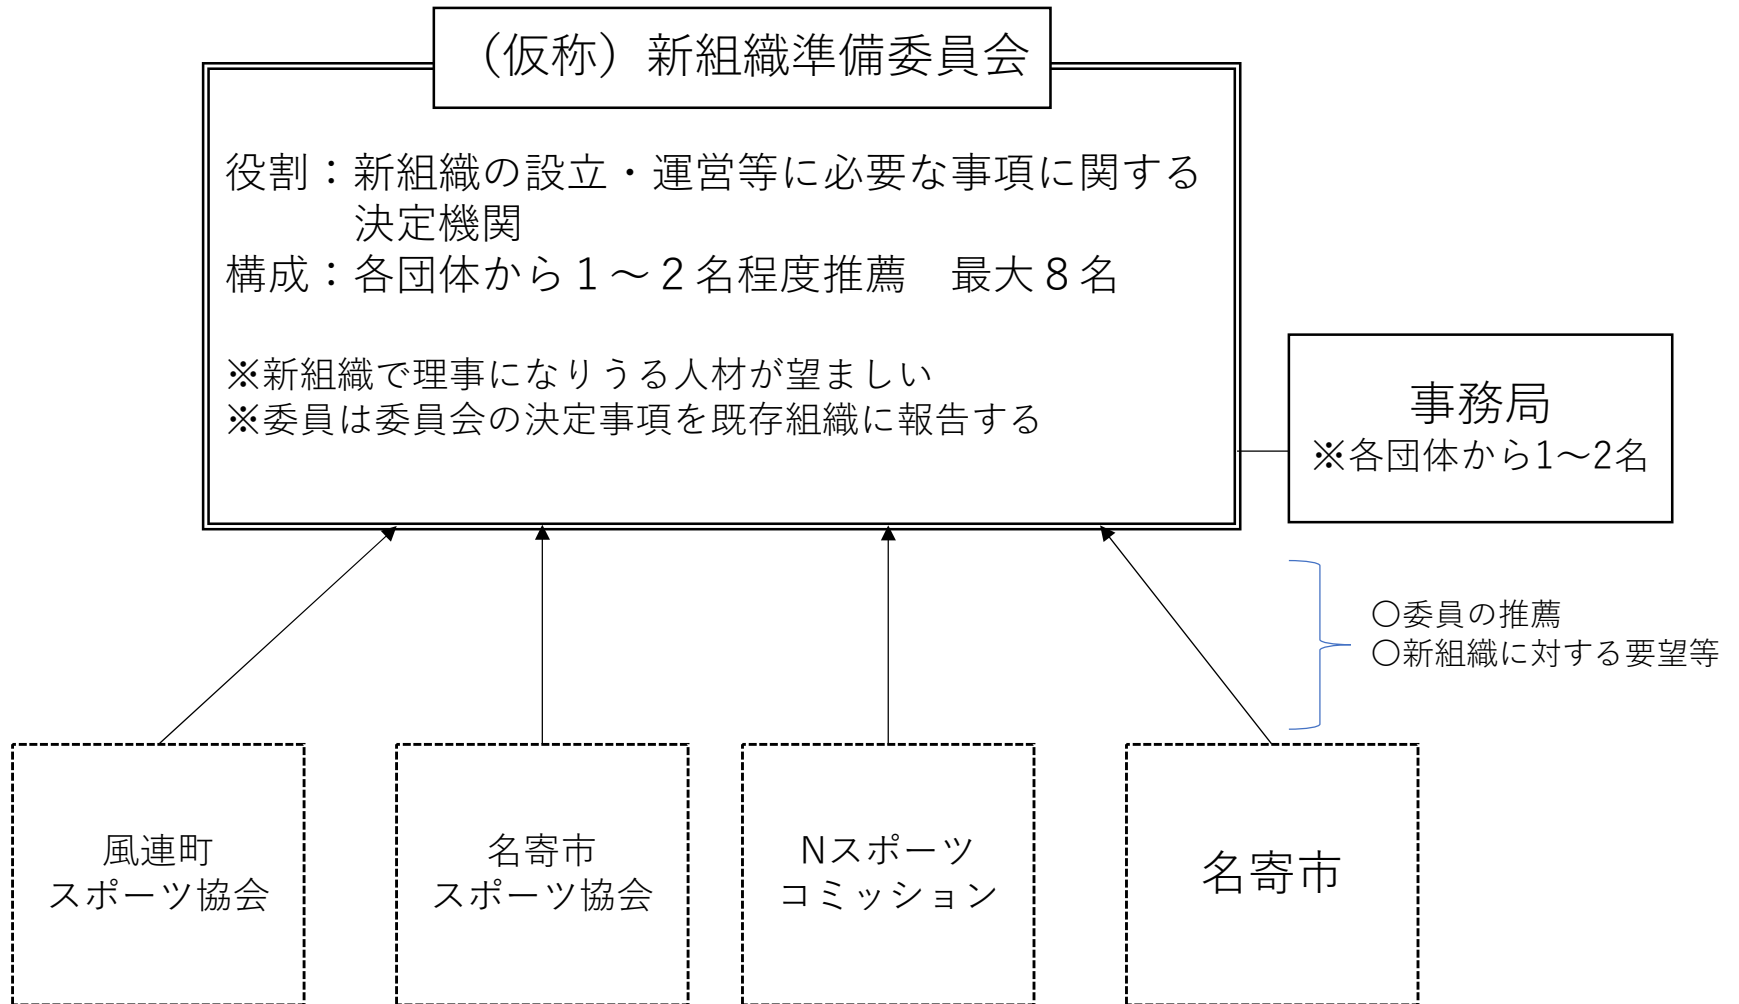 （仮称）新組織準備委員会
役割：新組織の設立・運営等に必要な事項に関する
決定機関
構成：各団体から１～２名程度推薦　最大８名
※新組織で理事になりうる人材が望ましい
※委員は委員会の決定事項を既存組織に報告する
事務局
※各団体から1～2名
〇委員の推薦
〇新組織に対する要望等
風連町
スポーツ協会
名寄市
スポーツ協会
Nスポーツ
コミッション
名寄市